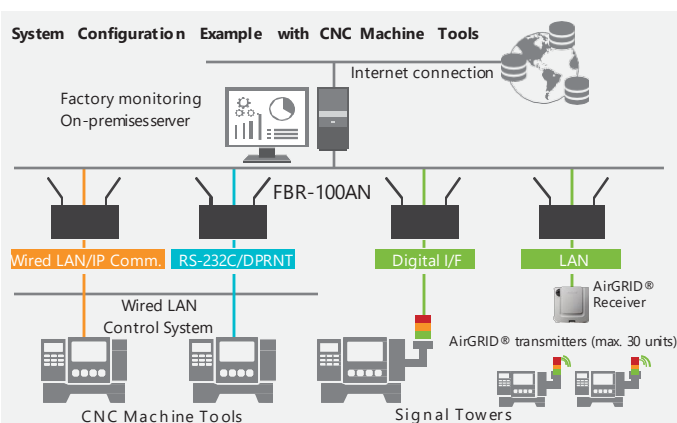 System Configuration Example with CNC Machine Tools
Internet connection
Factory monitoring
On-premises server
FBR-100AN
Wired LAN/IP Comm.
RS-232C/DPRNT
Digital I/F
LAN
AirGRID®
Receiver
Wired LAN
Control System
AirGRID® transmitters (max. 30 units)
CNC Machine Tools
Signal Towers